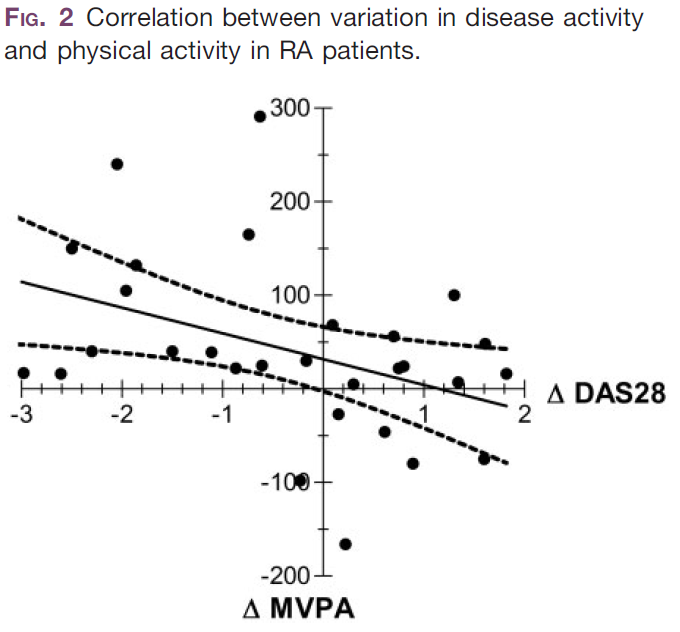 FIG. 2 Correlation between variation in disease activity
and physical activity in RA patients.
300
200
100
-3 -2 -1 1 2
Δ DAS28
-100
-200
Δ MVPA